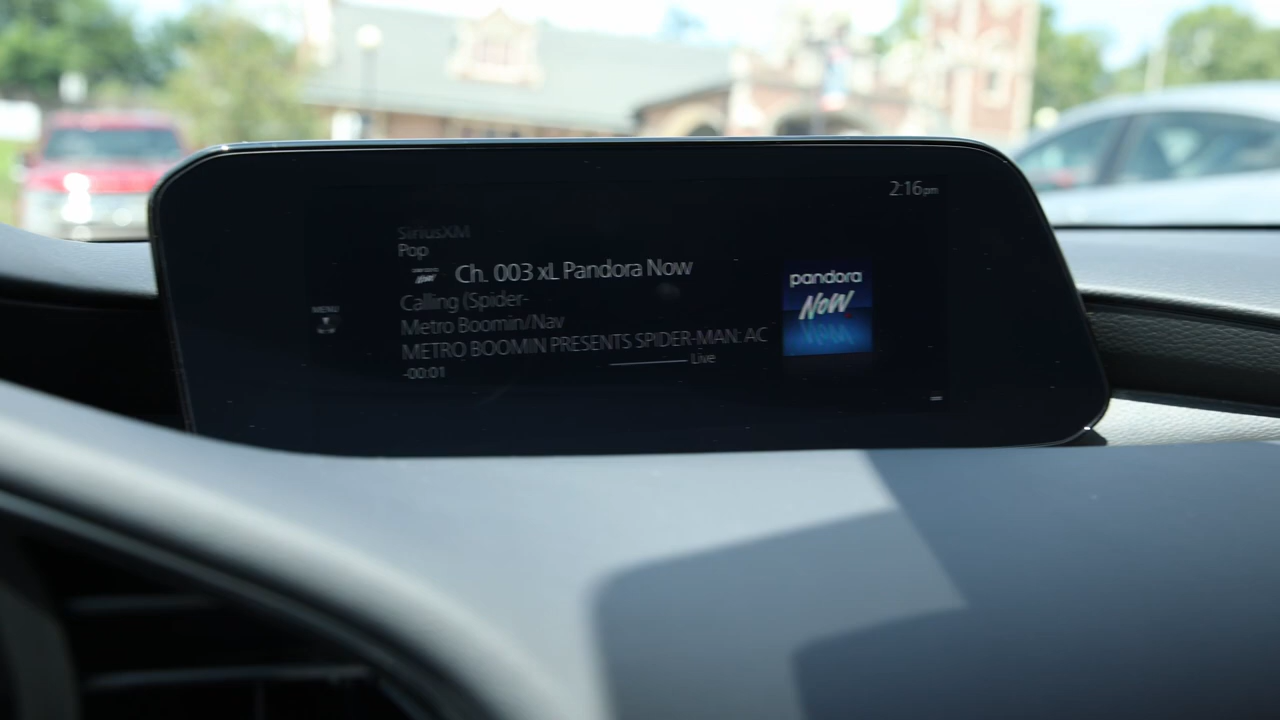 2:16pm
SiriusXM
Pop
Ch. 003 xL Pandora Now
MENU
Calling (Spider-
Metro Boomin/Nav
METRO BOOMIN PRESENTS SPIDER-MAN: AC
Live
-00:01
pandora
NOW